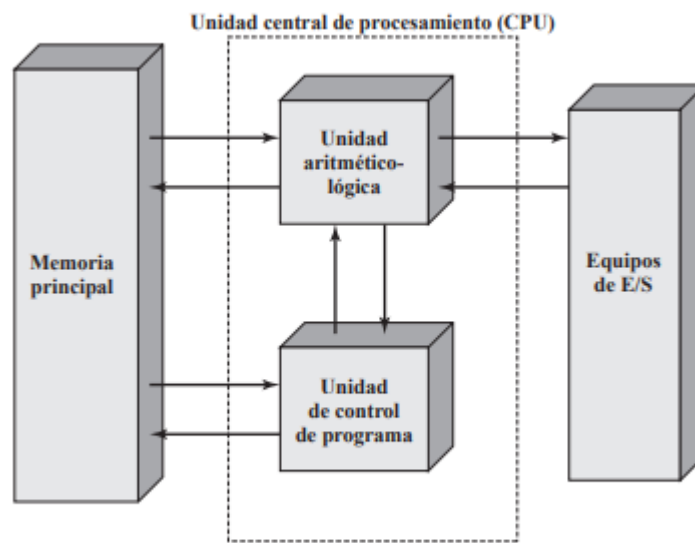 Unidad central de procesamiento (CPU)
Unidad
aritmético-
lógica
Memoria
principal
Equipos
de E/S
Unidad
de control
de programa